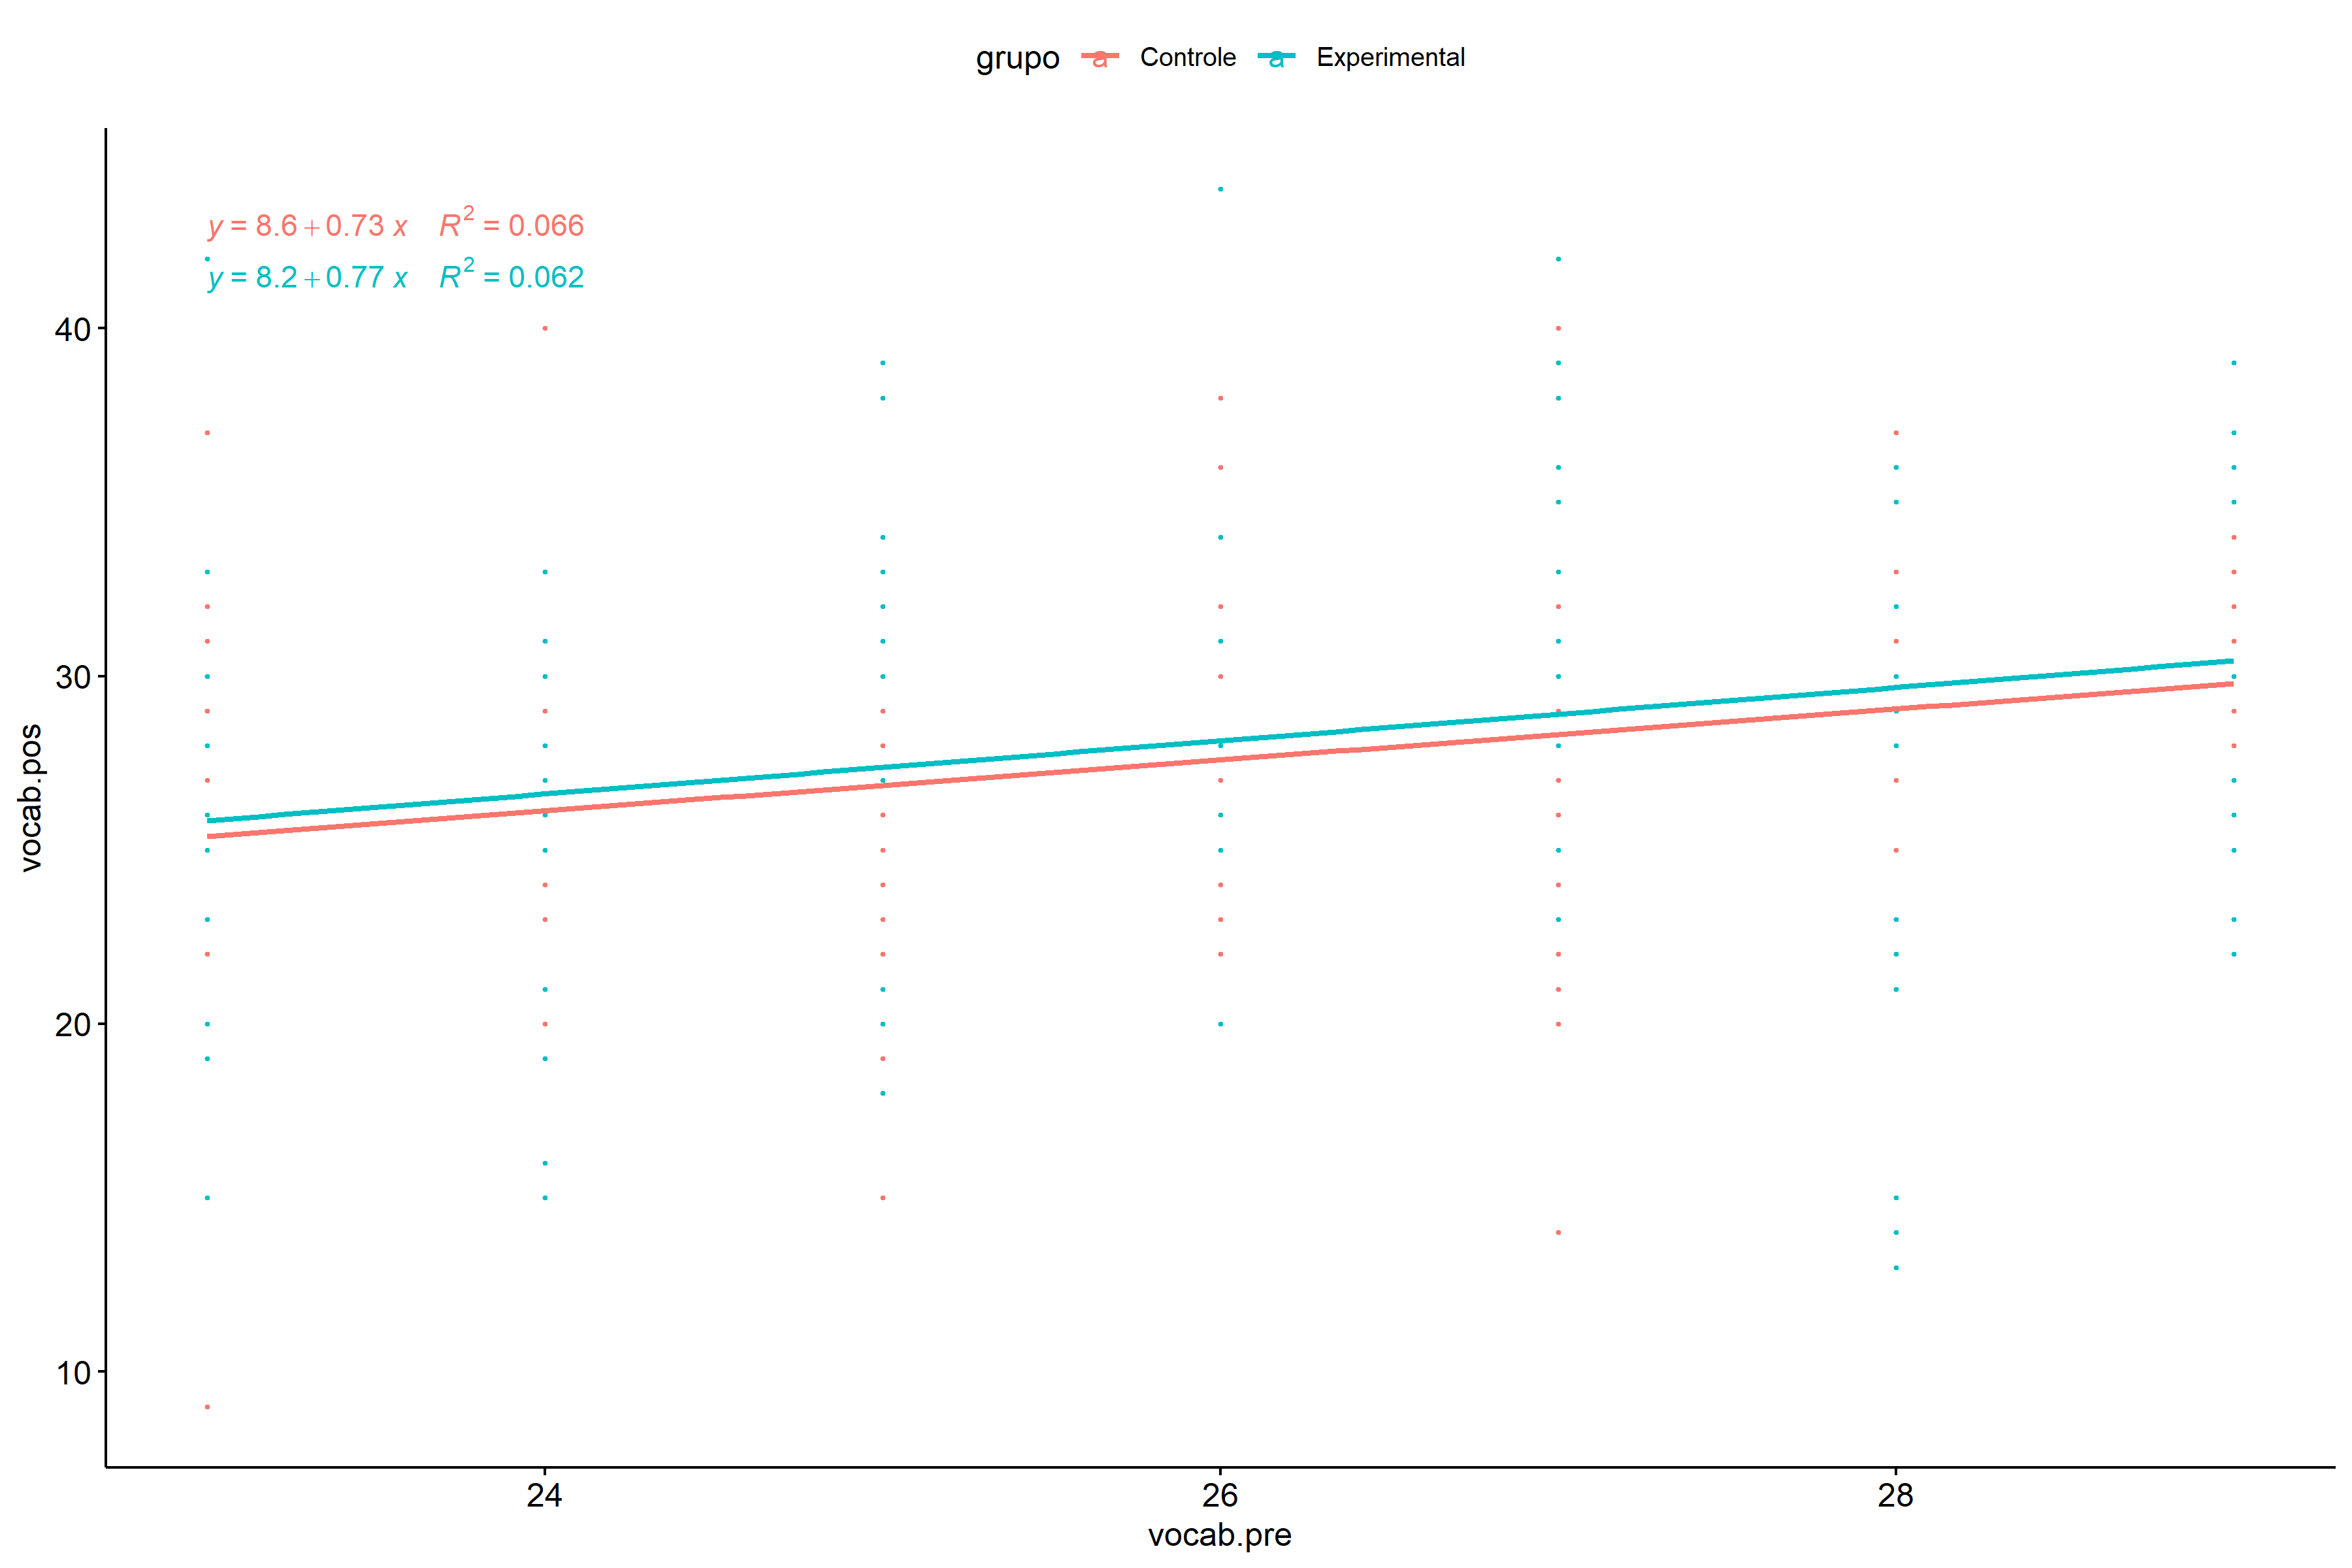 grupo a Controle a Experimental
y = 8.6 + 0.73 x R² = 0.066
y = 8.2 + 0.77 x R² = 0.062
40
30
20
10
vocab.pos
24 26 28
vocab.pre